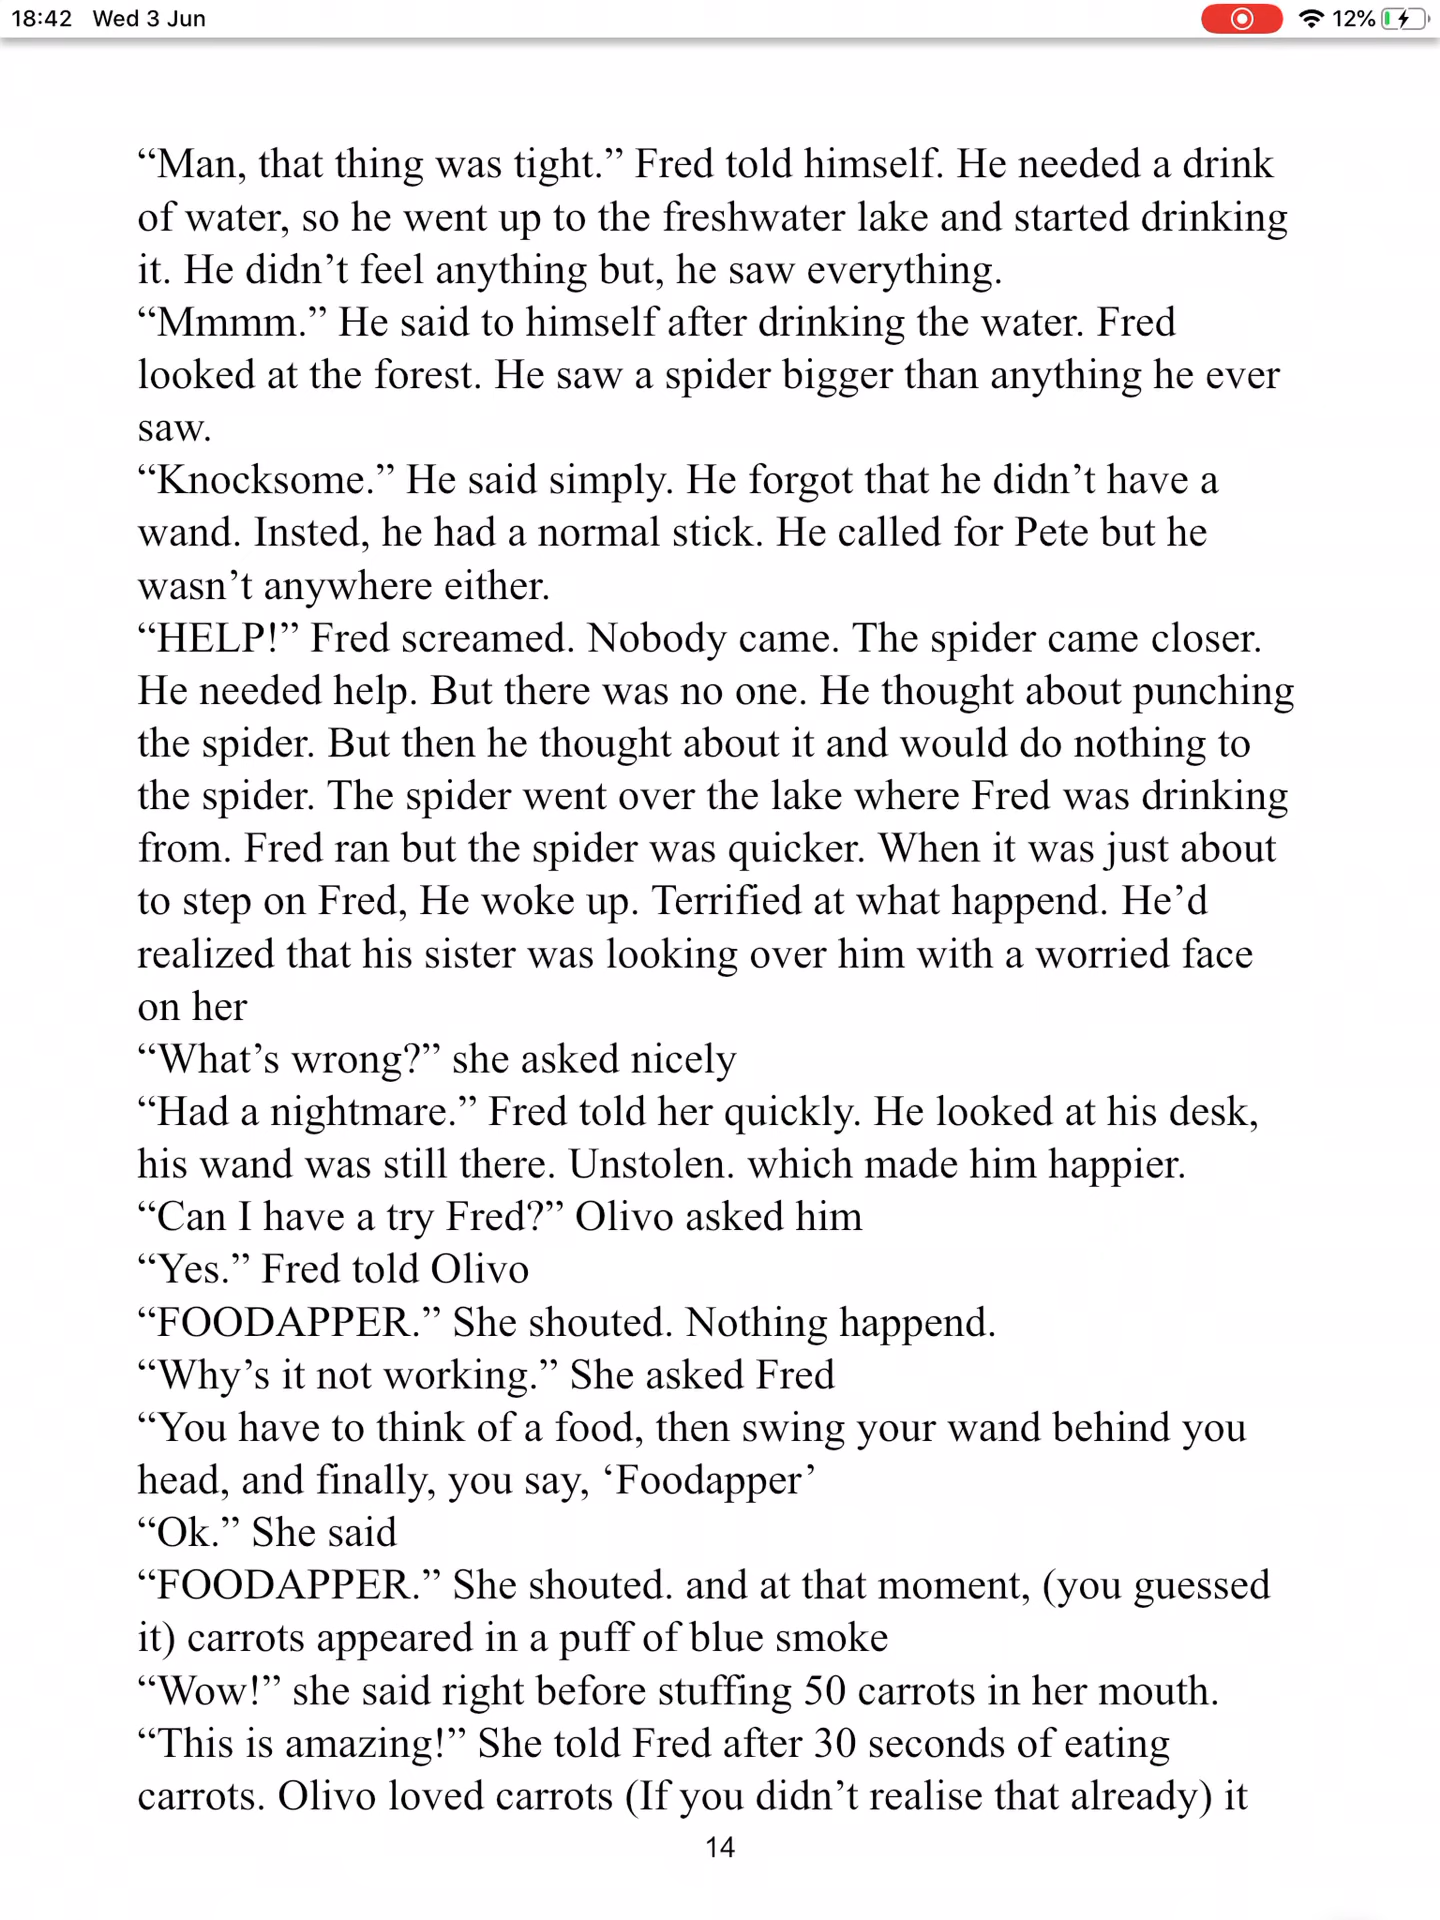 18:42 Wed 3 Jun 12%
“Man, that thing was tight.” Fred told himself. He needed a drink
of water, so he went up to the freshwater lake and started drinking
it. He didn’t feel anything but, he saw everything.
“Mmmm.” He said to himself after drinking the water. Fred
looked at the forest. He saw a spider bigger than anything he ever
saw.
“Knocksome.” He said simply. He forgot that he didn’t have a
wand. Insted, he had a normal stick. He called for Pete but he
wasn’t anywhere either.
“HELP!” Fred screamed. Nobody came. The spider came closer.
He needed help. But there was no one. He thought about punching
the spider. But then he thought about it and would do nothing to
the spider. The spider went over the lake where Fred was drinking
from. Fred ran but the spider was quicker. When it was just about
to step on Fred, He woke up. Terrified at what happend. He’d
realized that his sister was looking over him with a worried face
on her
“What’s wrong?” she asked nicely
“Had a nightmare.” Fred told her quickly. He looked at his desk,
his wand was still there. Unstolen. which made him happier.
“Can I have a try Fred?” Olivo asked him
“Yes.” Fred told Olivo
“FOODAPPER.” She shouted. Nothing happend.
“Why’s it not working.” She asked Fred
“You have to think of a food, then swing your wand behind you
head, and finally, you say, ‘Foodapper’
“Ok.” She said
“FOODAPPER.” She shouted. and at that moment, (you guessed
it) carrots appeared in a puff of blue smoke
“Wow!” she said right before stuffing 50 carrots in her mouth.
“This is amazing!” She told Fred after 30 seconds of eating
carrots. Olivo loved carrots (If you didn’t realise that already) it
14